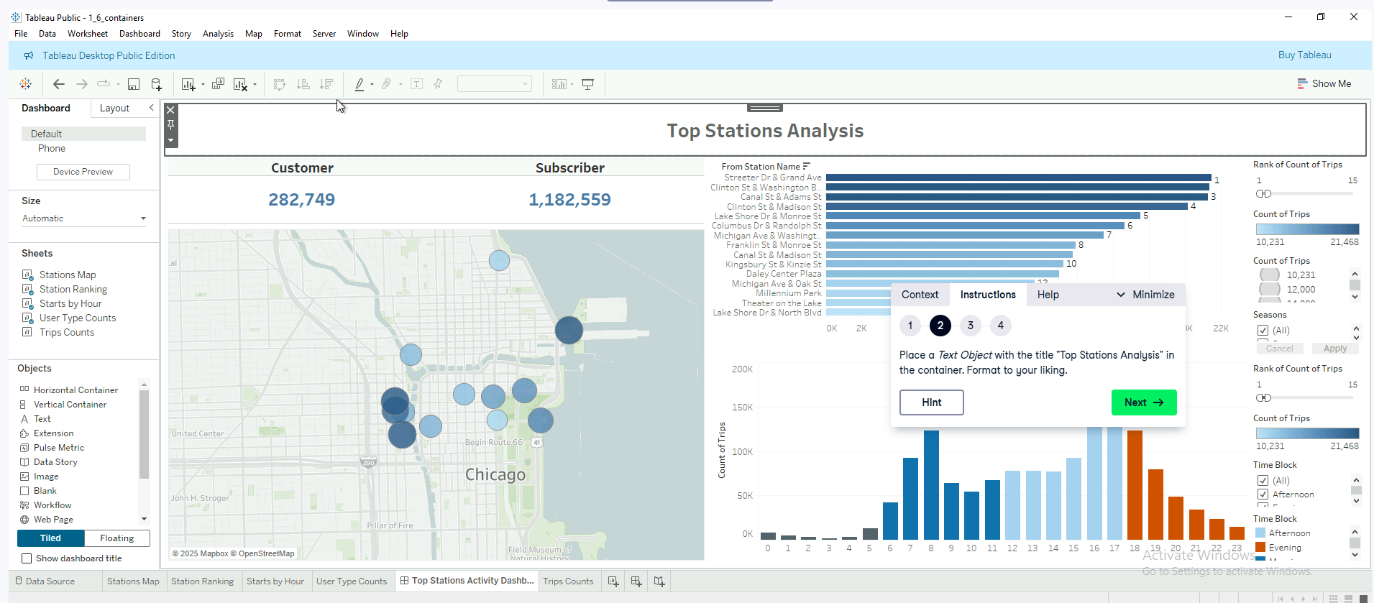 Tableau Public - 1_6_containers
File Data Worksheet Dashboard Story Analysis Map Format Server Window Help
Tableau Desktop Public Edition
Buy Tableau
Show Me
Dashboard Layout
Default
Phone
Device Preview
Size
Automatic
Sheets
Stations Map
Station Ranking
Starts by Hour
User Type Counts
Trips Counts
Objects
Horizontal Container
Vertical Container
Text
Extension
Pulse Metric
Data Story
Image
Blank
Workflow
Web Page
Tiled Floating
Show dashboard title
Top Stations Analysis
Customer Subscriber
282,749 1,182,559
United Center
John H. Stroger
Begin Route 66
41
Chicago
Pillar of Fire
Field Museum
Natural History
© 2025 Mapbox © OpenStreetMap
From Station Name
Streeter Dr & Grand Ave 1
Clinton St & Washington B..
Canal St & Adams St 3
Clinton St & Madison St 4
Lake Shore Dr & Monroe St 5
Columbus Dr & Randolph St 6
Michigan Ave & Washingt.. 7
Franklin St & Monroe St 8
Canal St & Madison St
Kingsbury St & Kinzie St 10
Daley Center Plaza
Michigan Ave & Oak St
Millennium Park
Theater on the Lake
Lake Shore Dr & North Blvd
0K 2K 22K
Context Instructions Help Minimize
1 2 3 4
Place a Text Object with the title "Top Stations Analysis" in
the container. Format to your liking.
Hint Next →
Count of Trips
200K
150K
100K
50K
0K
0 1 2 3 4 5 6 7 8 9 10 11 12 13 14 15 16 17 18 19 20 21 22 23
Rank of Count of Trips
1 15
Count of Trips
10,231 21,468
Count of Trips
10,231
12,000
Seasons
(All)
Cancel Apply
Rank of Count of Trips
1 15
Count of Trips
10,231 21,468
Time Block
(All)
Afternoon
Time Block
Afternoon
Evening
Activate Windows
Go to Settings to activate Windows.
Data Source Stations Map Station Ranking Starts by Hour User Type Counts Top Stations Activity Dashb... Trips Counts